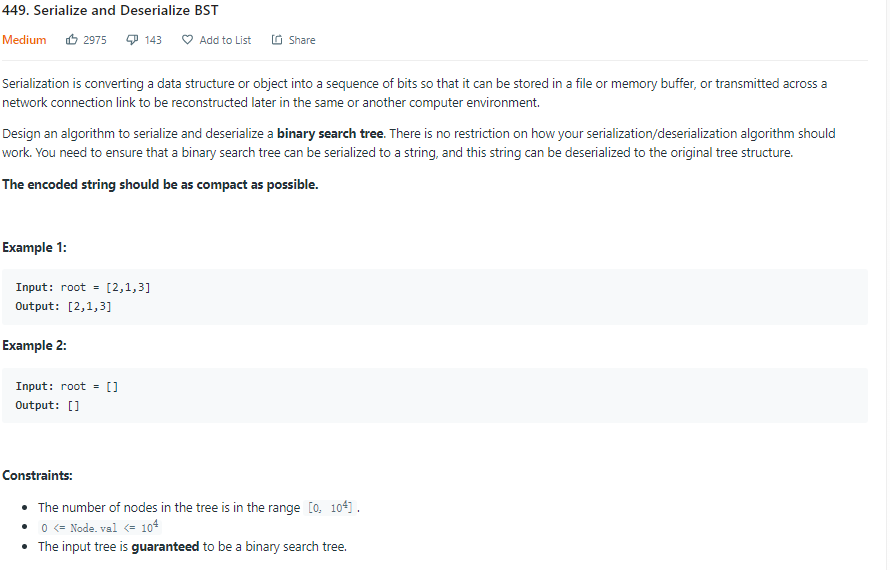 449. Serialize and Deserialize BST
Medium 2975 143 Add to List Share
Serialization is converting a data structure or object into a sequence of bits so that it can be stored in a file or memory buffer, or transmitted across a
network connection link to be reconstructed later in the same or another computer environment.
Design an algorithm to serialize and deserialize a binary search tree. There is no restriction on how your serialization/deserialization algorithm should
work. You need to ensure that a binary search tree can be serialized to a string, and this string can be deserialized to the original tree structure.
The encoded string should be as compact as possible.
Example 1:
Input: root = [2,1,3]
Output: [2,1,3]
Example 2:
Input: root = []
Output: []
Constraints:
• The number of nodes in the tree is in the range [0, 10⁴] .
• 0 <= Node.val <= 10⁴
• The input tree is guaranteed to be a binary search tree.